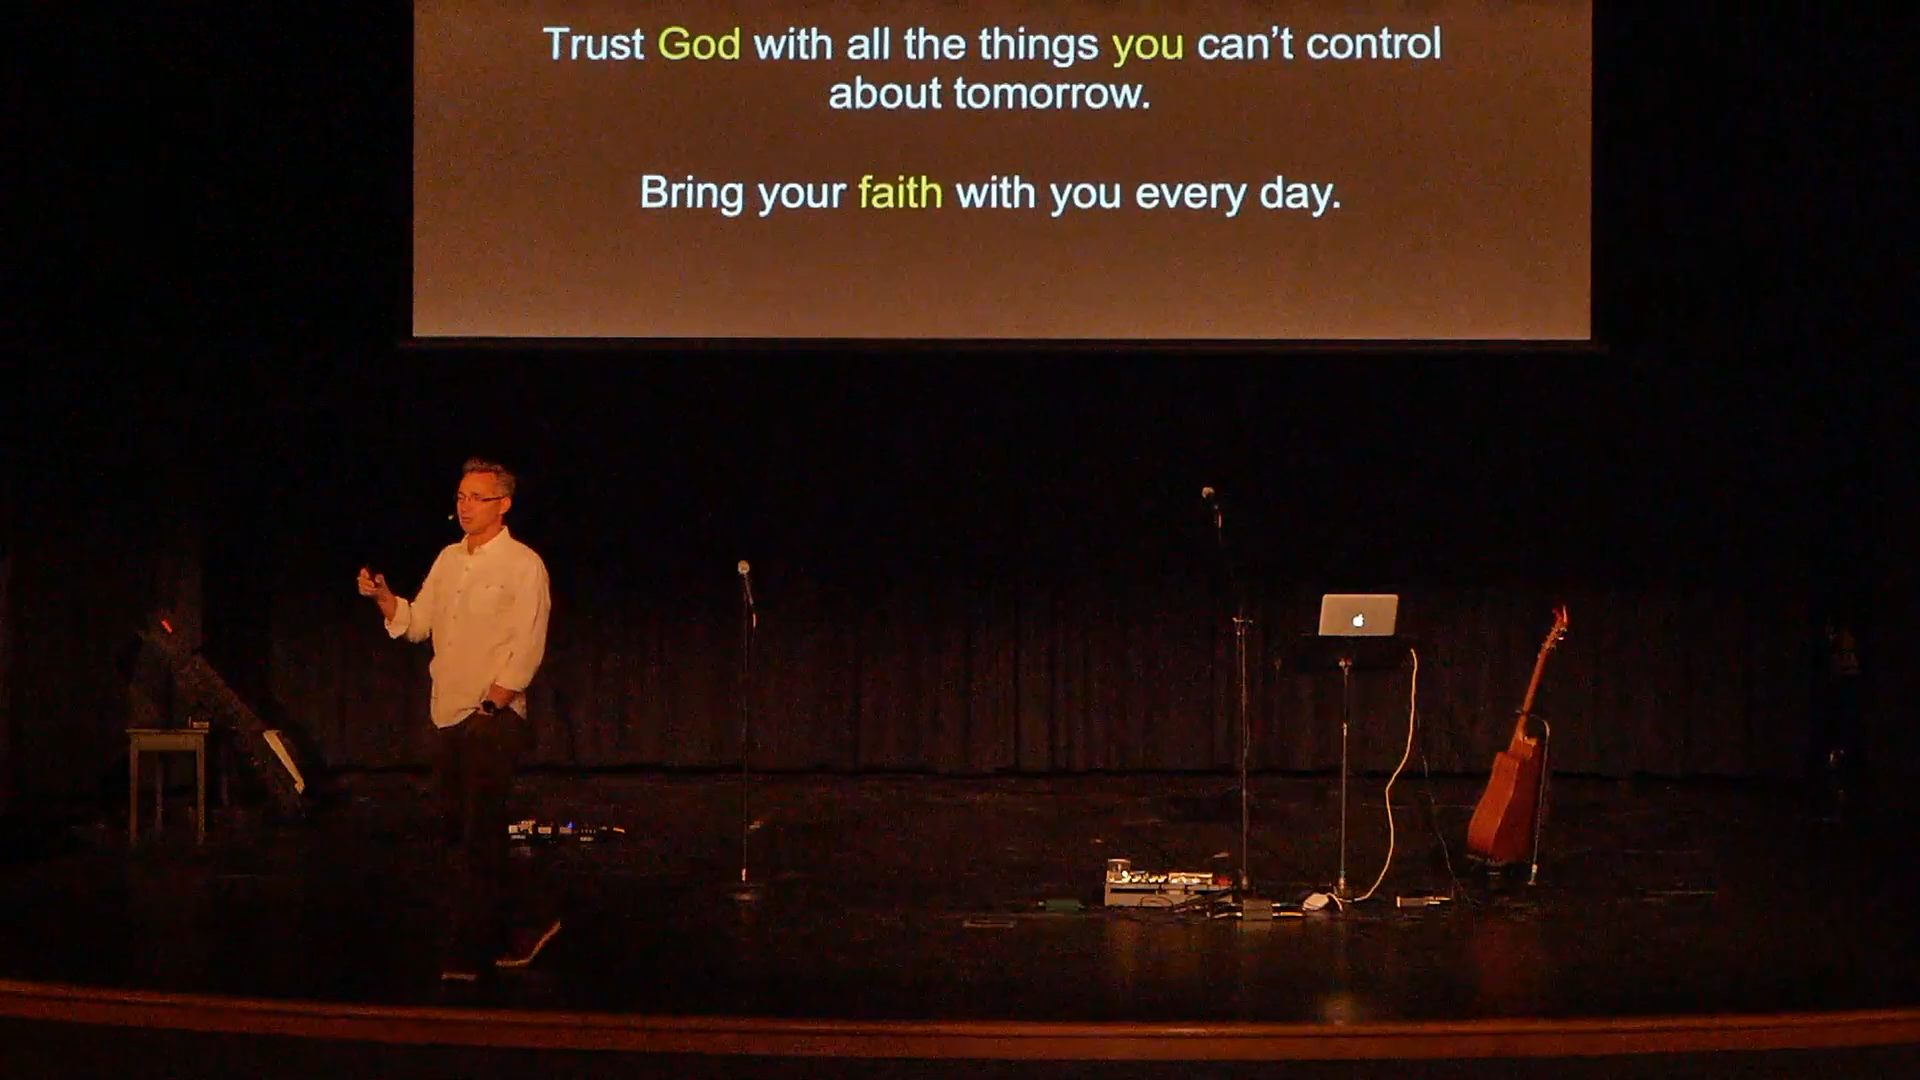 Trust God with all the things you can't control
about tomorrow.
Bring your faith with you every day.